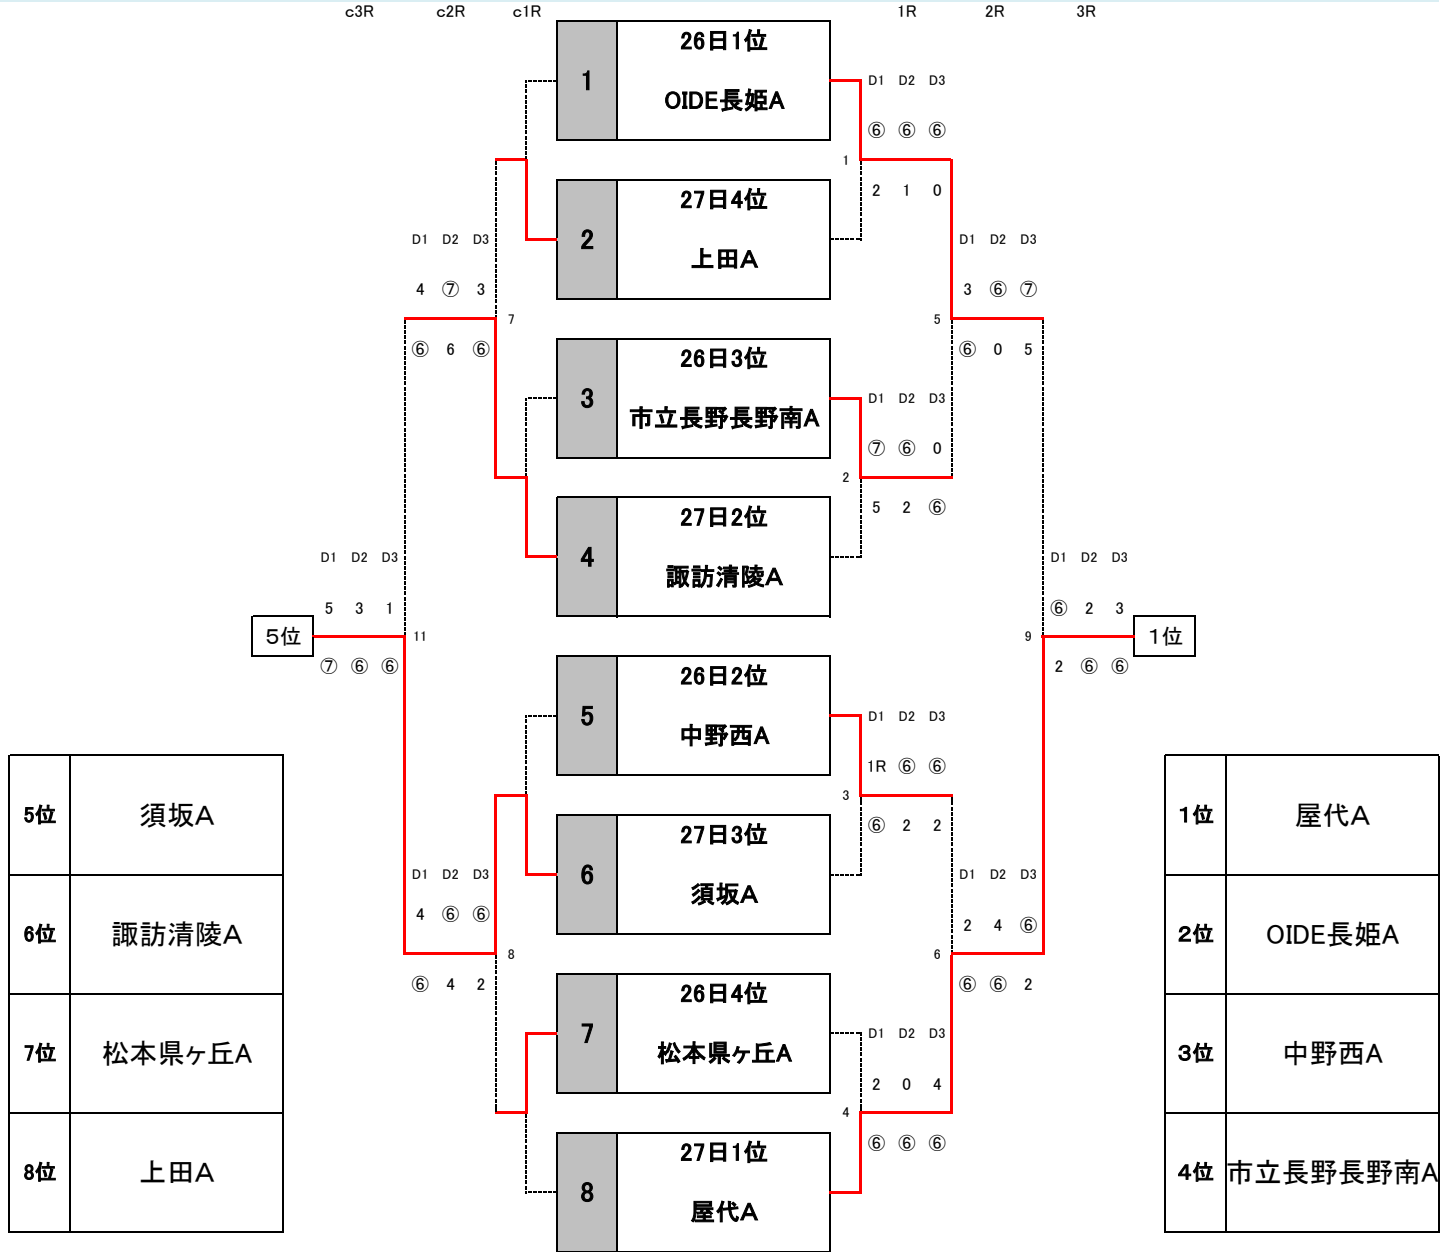 c3R c2R c1R 1R 2R 3R
26日1位
1 D1 D2 D3
OIDE長姫A
⑥ ⑥ ⑥
1
27日4位 2 1 0
D1 D2 D3 2 D1 D2 D3
上田A
4 ⑦ 3 3 ⑥ ⑦
7 5
⑥ 6 ⑥ 26日3位 ⑥ 0 5
3 D1 D2 D3
市立長野長野南A
⑦ ⑥ 0
2
27日2位 5 2 ⑥
D1 D2 D3 4 D1 D2 D3
諏訪清陵A
5 3 1 ⑥ 2 3
5位 11 9 1位
⑦ ⑥ ⑥ 26日2位 2 ⑥ ⑥
5 D1 D2 D3
中野西A
1R ⑥ ⑥
3
5位 須坂A 27日3位 ⑥ 2 2 1位 屋代A
D1 D2 D3 6 D1 D2 D3
須坂A
4 ⑥ ⑥ 2 4 ⑥
6位 諏訪清陵A 2位 OIDE長姫A
8 6
⑥ 4 2 26日4位 ⑥ ⑥ 2
7 D1 D2 D3
7位 松本県ヶ丘A 松本県ヶ丘A 3位 中野西A
2 0 4
4
27日1位 ⑥ ⑥ ⑥
8位 上田A 8 4位 市立長野長野南A
屋代A